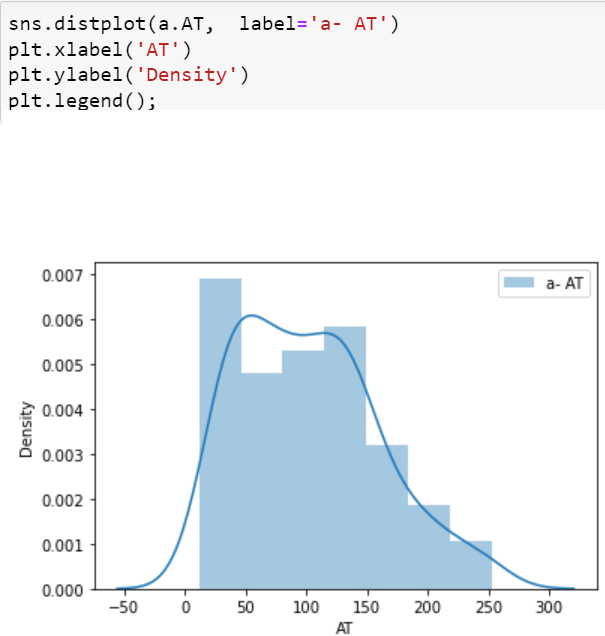 sns.distplot(a.AT,  label='a- AT')
plt.xlabel('AT')
plt.ylabel('Density')
plt.legend();
a- AT
0.007
0.006
0.005
0.004
0.003
0.002
0.001
0.000
Density
−50 0 50 100 150 200 250 300
AT